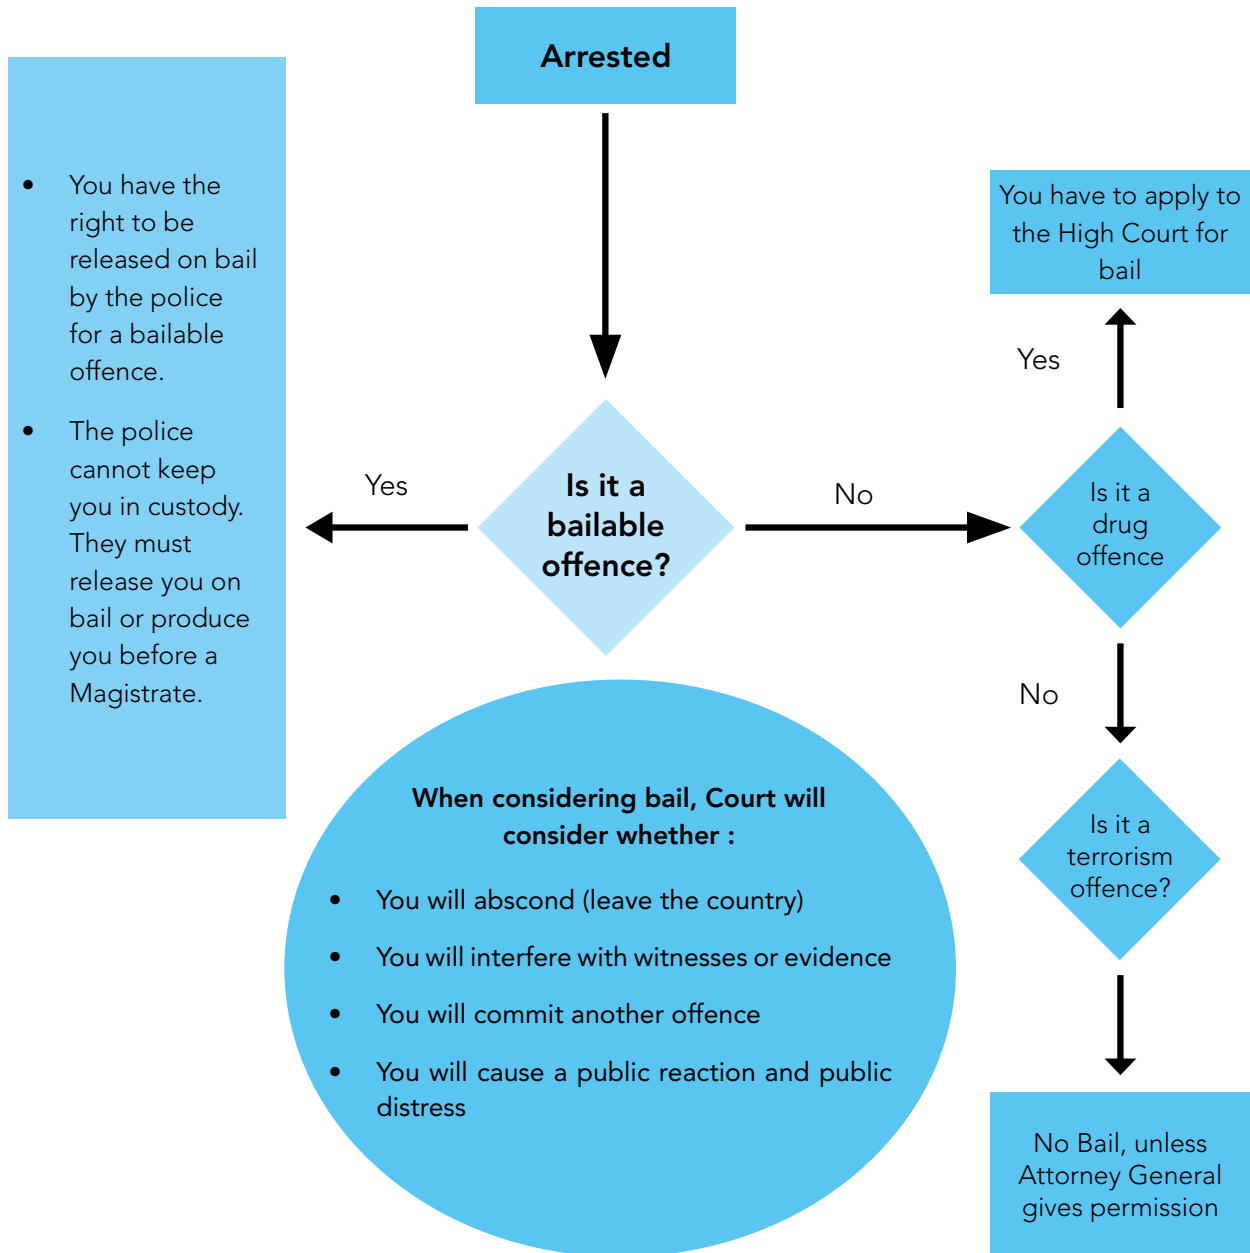 Arrested
• You have the
right to be
released on bail
by the police
for a bailable
offence.
• The police
cannot keep
you in custody.
They must
release you on
bail or produce
you before a
Magistrate.
Yes
Is it a
bailable
offence?
No
You have to apply to
the High Court for
bail
Yes
Is it a
drug
offence
No
Is it a
terrorism
offence?
No Bail, unless
Attorney General
gives permission
When considering bail, Court will
consider whether :
• You will abscond (leave the country)
• You will interfere with witnesses or evidence
• You will commit another offence
• You will cause a public reaction and public
distress